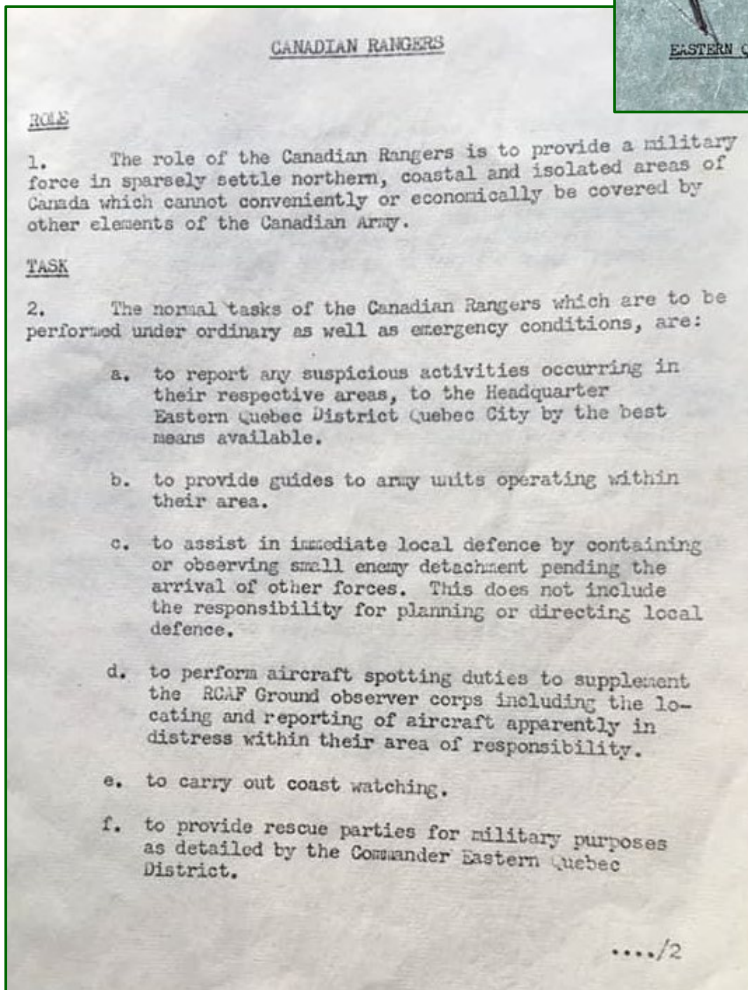 EASTERN
CANADIAN RANGERS
ROLE
1. The role of the Canadian Rangers is to provide a military
force in sparsely settle northern, coastal and isolated areas of
Canada which cannot conveniently or economically be covered by
other elements of the Canadian Army.
TASK
2. The normal tasks of the Canadian Rangers which are to be
performed under ordinary as well as emergency conditions, are:
a. to report any suspicious activities occurring in
their respective areas, to the Headquarter
Eastern Quebec District Quebec City by the best
means available.
b. to provide guides to army units operating within
their area.
c. to assist in immediate local defence by containing
or observing small enemy detachment pending the
arrival of other forces. This does not include
the responsibility for planning or directing local
defence.
d. to perform aircraft spotting duties to supplement
the RCAF Ground observer corps including the lo-
cating and reporting of aircraft apparently in
distress within their area of responsibility.
e. to carry out coast watching.
f. to provide rescue parties for military purposes
as detailed by the Commander Eastern Quebec
District.
..../2